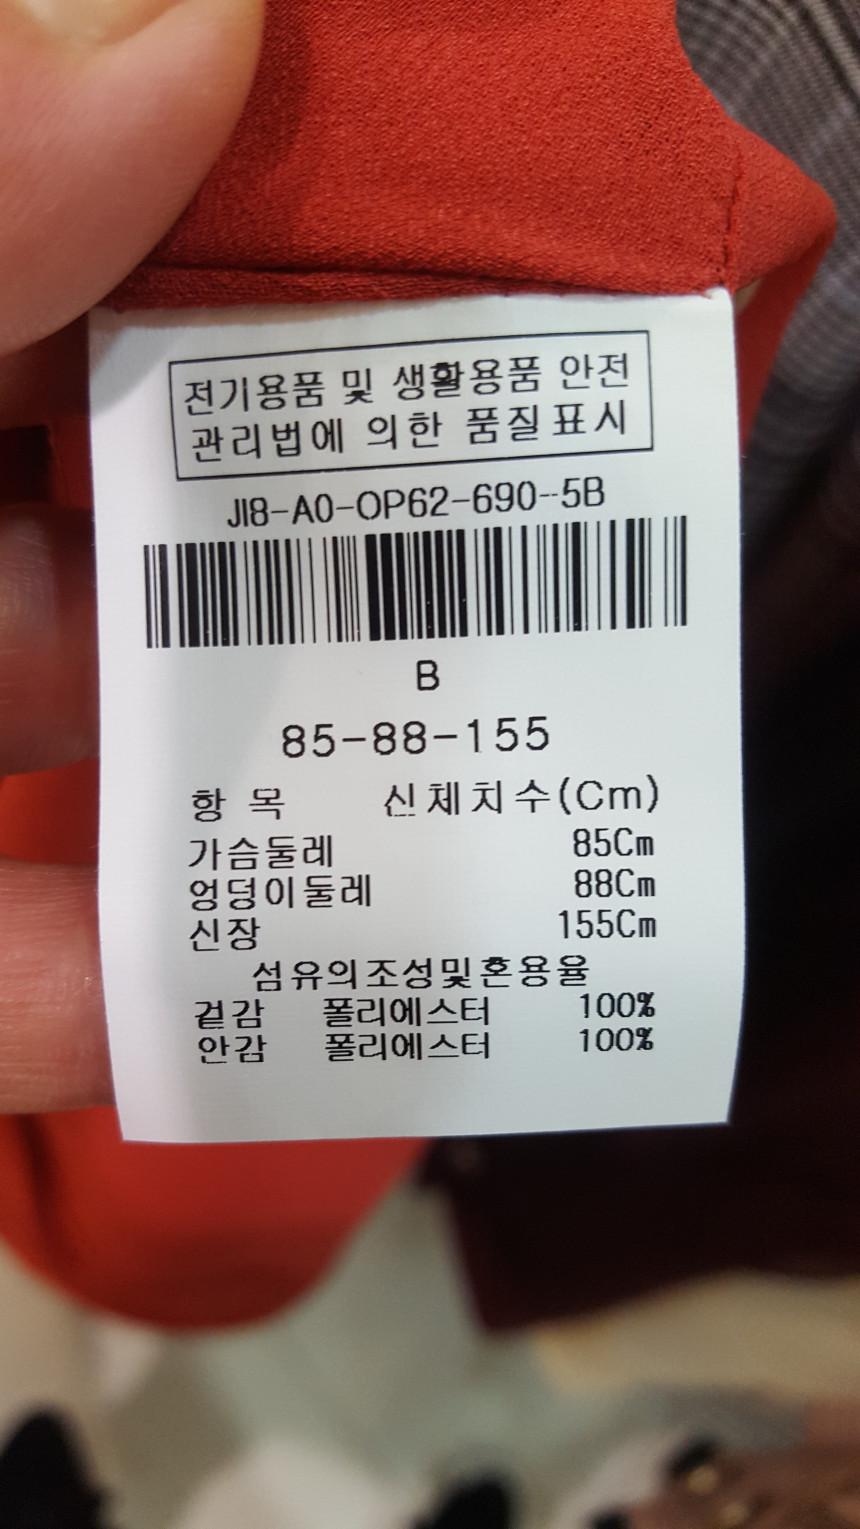 전기용품 및 생활용품 안전
관리법에 의한 품질표시
JI8-A0-OP62-690-5B
B
85-88-155
항 목 신체치수(Cm)
가슴둘레 85Cm
엉덩이둘레 88Cm
신장 155Cm
섬유의조성및혼용율
겉감 폴리에스터 100%
안감 폴리에스터 100%